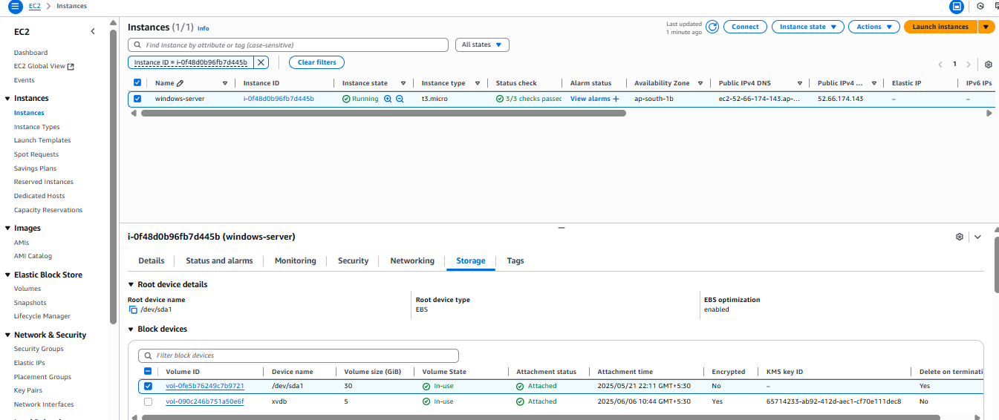 EC2 > Instances
EC2
Dashboard
EC2 Global View
Events
Instances
Instances
Instance Types
Launch Templates
Spot Requests
Savings Plans
Reserved Instances
Dedicated Hosts
Capacity Reservations
Images
AMIs
AMI Catalog
Elastic Block Store
Volumes
Snapshots
Lifecycle Manager
Network & Security
Security Groups
Elastic IPs
Placement Groups
Key Pairs
Network Interfaces
Instances (1/1) Info
Last updated
1 minute ago
Connect Instance state Actions Launch instances
Find Instance by attribute or tag (case-sensitive) All states
Instance ID = i-0f48d0b96fb7d445b Clear filters
1
Name Instance ID Instance state Instance type Status check Alarm status Availability Zone Public IPv4 DNS Public IPv4 ... Elastic IP IPv6 IPs
windows-server i-0f48d0b96fb7d445b Running t3.micro 3/3 checks passed View alarms + ap-south-1b ec2-52-66-174-143.ap-... 52.66.174.143 – –
i-0f48d0b96fb7d445b (windows-server)
Details Status and alarms Monitoring Security Networking Storage Tags
Root device details
Root device name Root device type EBS optimization
/dev/sda1 EBS enabled
Block devices
Filter block devices
Volume ID Device name Volume size (GiB) Volume State Attachment status Attachment time Encrypted KMS key ID Delete on terminati
vol-0fe5b76249c7b9721 /dev/sda1 30 In-use Attached 2025/05/21 22:11 GMT+5:30 No – Yes
vol-090c246b751a50e6f xvdb 5 In-use Attached 2025/06/06 10:44 GMT+5:30 Yes 65714233-ab92-412d-aec1-cf70e111dec8 No